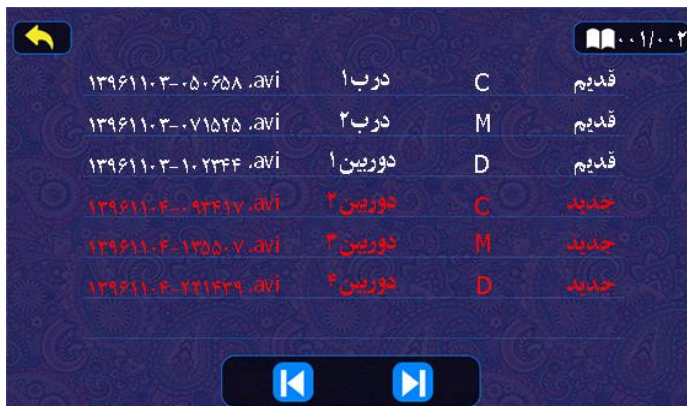 ۰۰۱/۰۰۲
قدیم C درب۱ ۱۳۹۶۱۱۰۳-۰۵۰۶۵۸.avi
قدیم M درب۲ ۱۳۹۶۱۱۰۳-۰۷۱۵۲۵.avi
قدیم D دوربین۱ ۱۳۹۶۱۱۰۳-۱۰۲۳۴۴.avi
جدید C دوربین۲ ۱۳۹۶۱۱۰۴-۰۹۳۴۱۷.avi
جدید M دوربین۳ ۱۳۹۶۱۱۰۴-۱۳۵۵۰۷.avi
جدید D دوربین۴ ۱۳۹۶۱۱۰۴-۲۲۱۴۳۹.avi